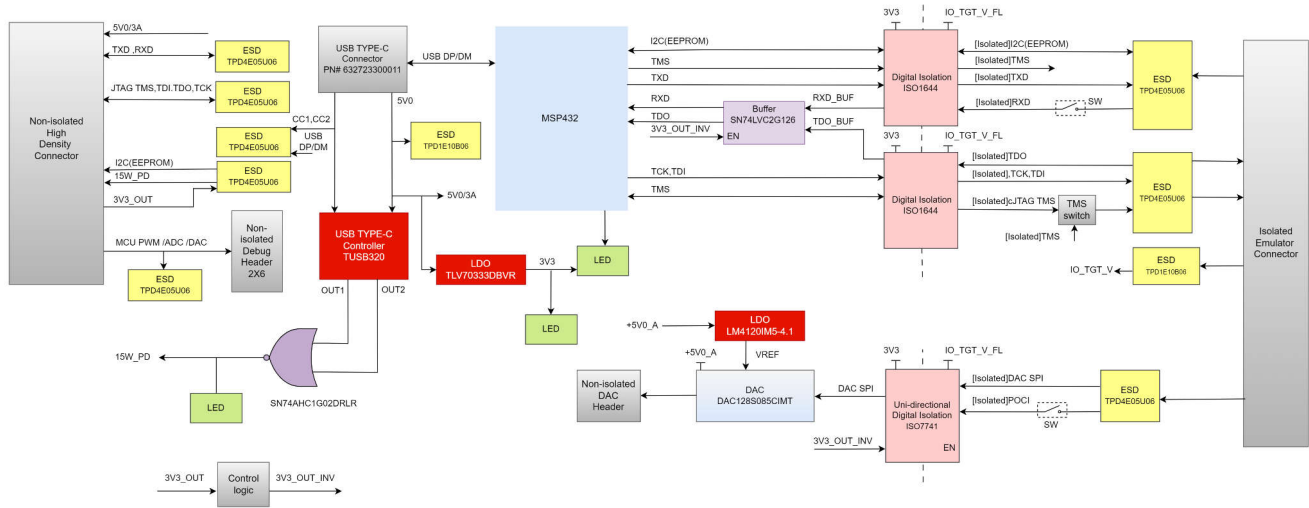 5V0/3A
TXD ,RXD
ESD
TPD4E05U06
JTAG TMS,TDI.TDO,TCK
ESD
TPD4E05U06
Non-isolated
High
Density
Connector
CC1,CC2
ESD
TPD4E05U06
USB
DP/DM
I2C(EEPROM)
15W_PD
ESD
TPD4E05U06
3V3_OUT
MCU PWM /ADC /DAC
Non-
isolated
Debug
Header
2X6
ESD
TPD4E05U06
USB TYPE-C
Connector
PN# 632723300011
USB DP/DM
5V0
ESD
TPD1E10B06
5V0/3A
USB TYPE-C
Controller
TUSB320
LDO
TLV70333DBVR
3V3
LED
LED
OUT1
OUT2
15W_PD
LED
SN74AHC1G02DRLR
3V3_OUT
Control
logic
3V3_OUT_INV
MSP432
I2C(EEPROM)
TMS
TXD
RXD
TDO
3V3_OUT_INV
Buffer
SN74LVC2G126
EN
RXD_BUF
TDO_BUF
TCK,TDI
TMS
3V3
IO_TGT_V_FL
Digital Isolation
ISO1644
[Isolated]I2C(EEPROM)
[Isolated]TMS
[Isolated]TXD
[Isolated]RXD
SW
ESD
TPD4E05U06
3V3
IO_TGT_V_FL
Digital Isolation
ISO1644
[Isolated]TDO
[Isolated],TCK,TDI
[Isolated]cJTAG TMS
TMS
switch
[Isolated]TMS
ESD
TPD4E05U06
IO_TGT_V
ESD
TPD1E10B06
Isolated
Emulator
Connector
+5V0_A
LDO
LM4120IM5-4.1
+5V0_A
VREF
Non-isolated
DAC
Header
DAC
DAC128S085CIMT
DAC SPI
3V3
IO_TGT_V_FL
Uni-directional
Digital Isolation
ISO7741
EN
3V3_OUT_INV
[Isolated]DAC SPI
[Isolated]POCI
SW
ESD
TPD4E05U06